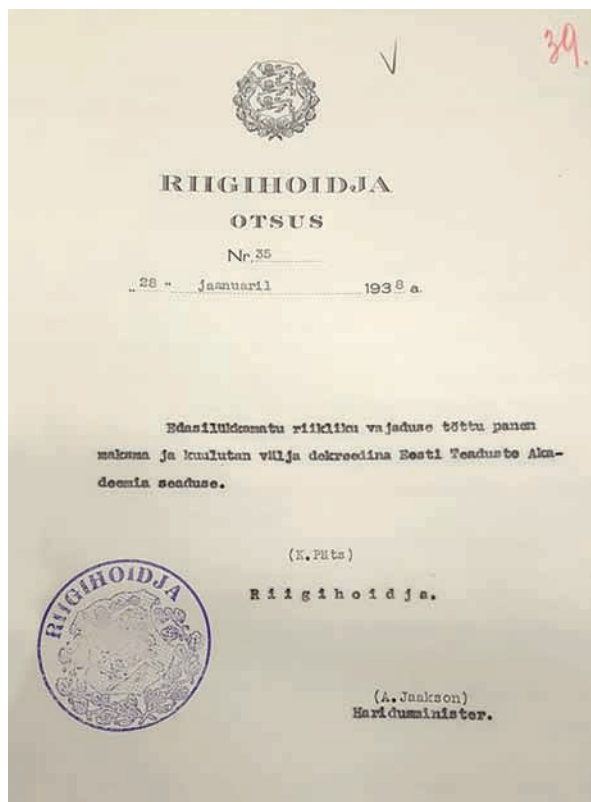 39.
RIIGIHOIDJA
OTSUS
Nr. 35
„ 28 " jaanuaril 1938 a.
Edasilükkamatu riikliku vajaduse tõttu panen
maksma ja kuulutan välja dekreedina Eesti Teaduste Aka-
deemia seaduse.
(K.Päts)
Riigihoidja.
RIIGIHOIDJA
(A.Jaakson)
Haridusminister.